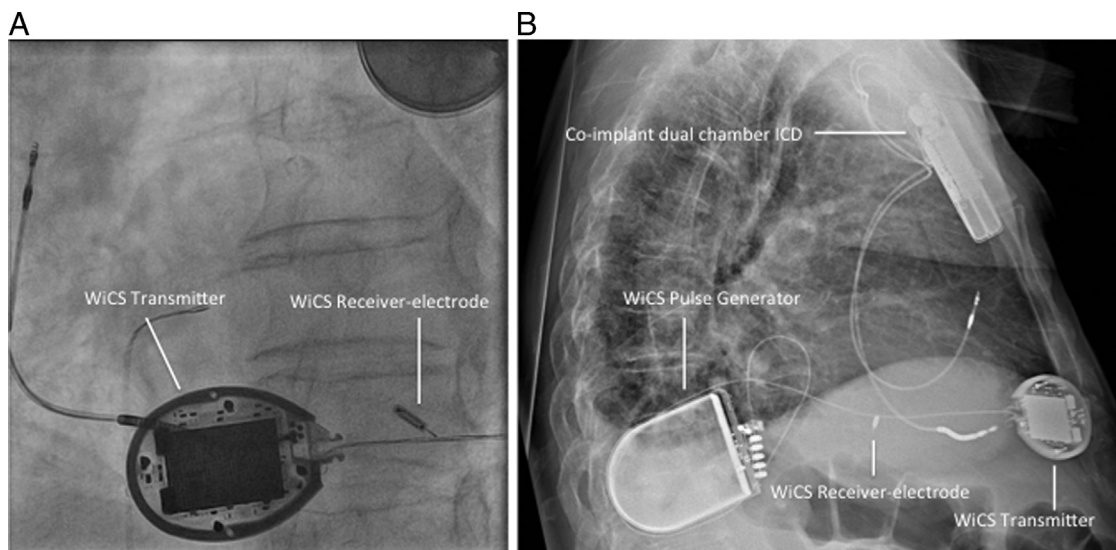 A
B
WiCS Transmitter
WiCS Receiver-electrode
Co-implant dual chamber ICD
WiCS Pulse Generator
WiCS Receiver-electrode
WiCS Transmitter